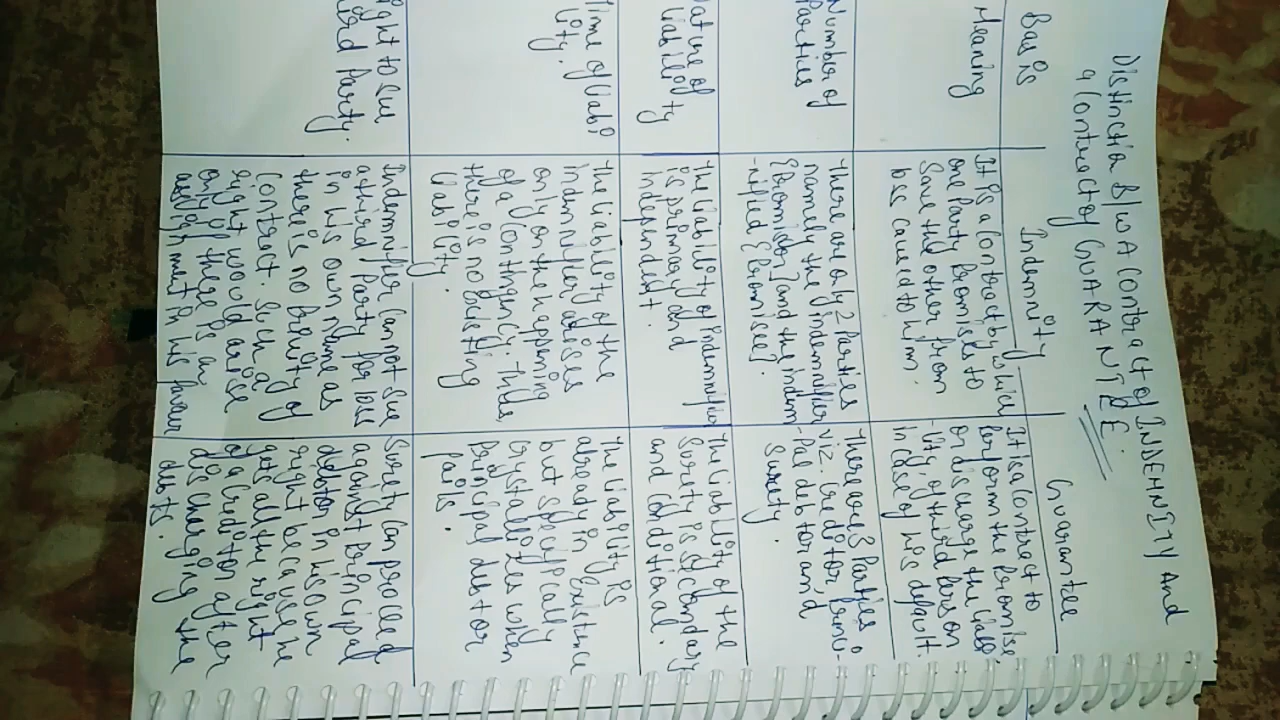 Distinction B/W A Contract of INDEMNITY And
a Contract of GUARANTEE.
Basis
Indemnity
Guarantee
Meaning
It is a Contract by which
one Party Promises to
Save the other from
loss caused to him.
It is a Contract to
Perform the Promise,
or discharge the liabi
-lity of third Person
in case of his default.
Number of
Parties
There are only 2 Parties
namely the indemnifier
{Promisor} and the indem
-nified {Promisee}
There are 3 Parties
viz. Creditor, Princi-
-Pal debtor and
Surety.
Nature of
liability
The liability of Indemnifier
is primary and
independent.
The liability of the
Surety is Secondary
and Conditional.
Time of liabi
lity.
The liability of the
indemnifier arises
only on the happening
of a Contingency. Thus,
there is no existing
liability.
The liability is
already in Existence
but specifically
Crystallizes when
Principal debtor
fails.
ight to sue
ird Party.
Indemnifier Cannot Sue
a third Party for loss
in his own name as
there is no Privity of
Contract. Such a
right would arise
only if there is an
assignment in his favour
Surety Can proceed
against Principal
debtor in his own
right because he
gets all the right
of a Creditor after
discharging the
debts.